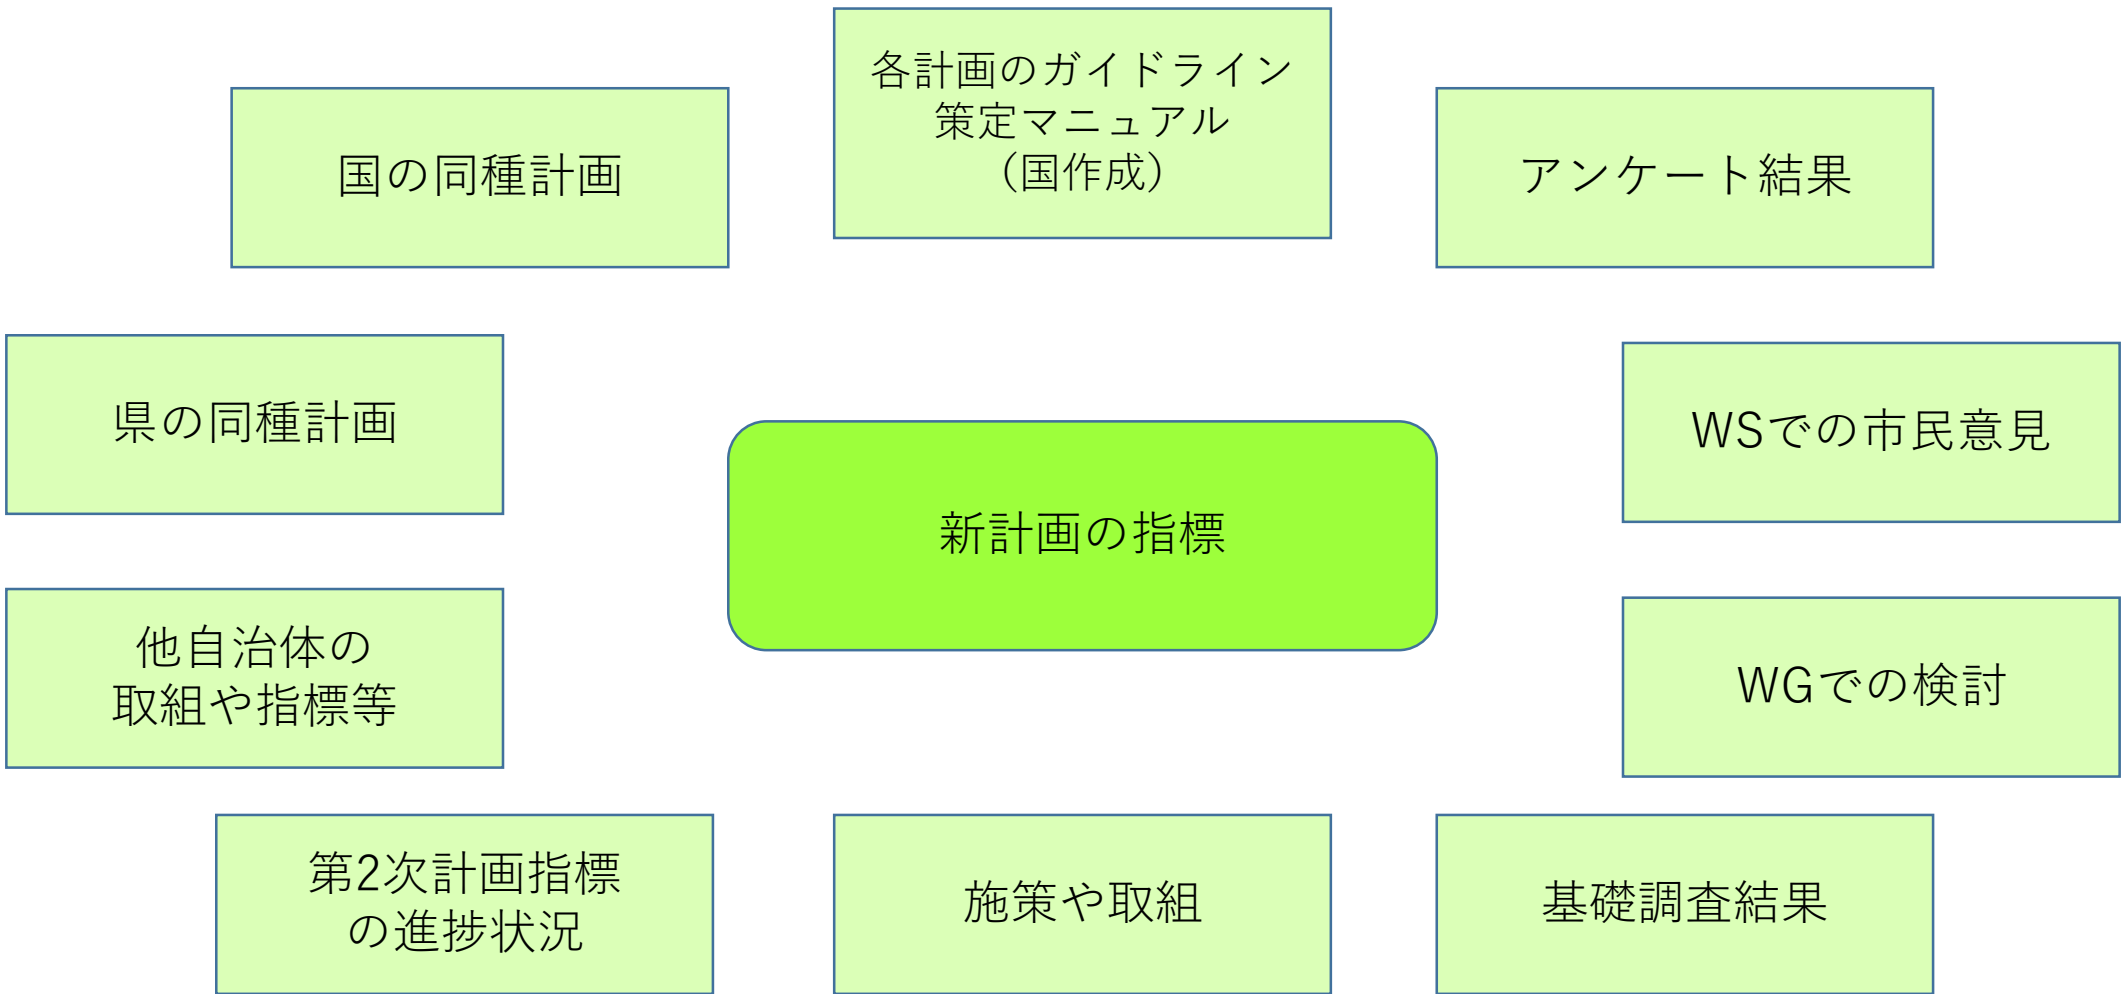 各計画のガイドライン
策定マニュアル
（国作成）
国の同種計画
アンケート結果
県の同種計画
WSでの市民意見
新計画の指標
他自治体の
取組や指標等
WGでの検討
第2次計画指標
の進捗状況
施策や取組
基礎調査結果